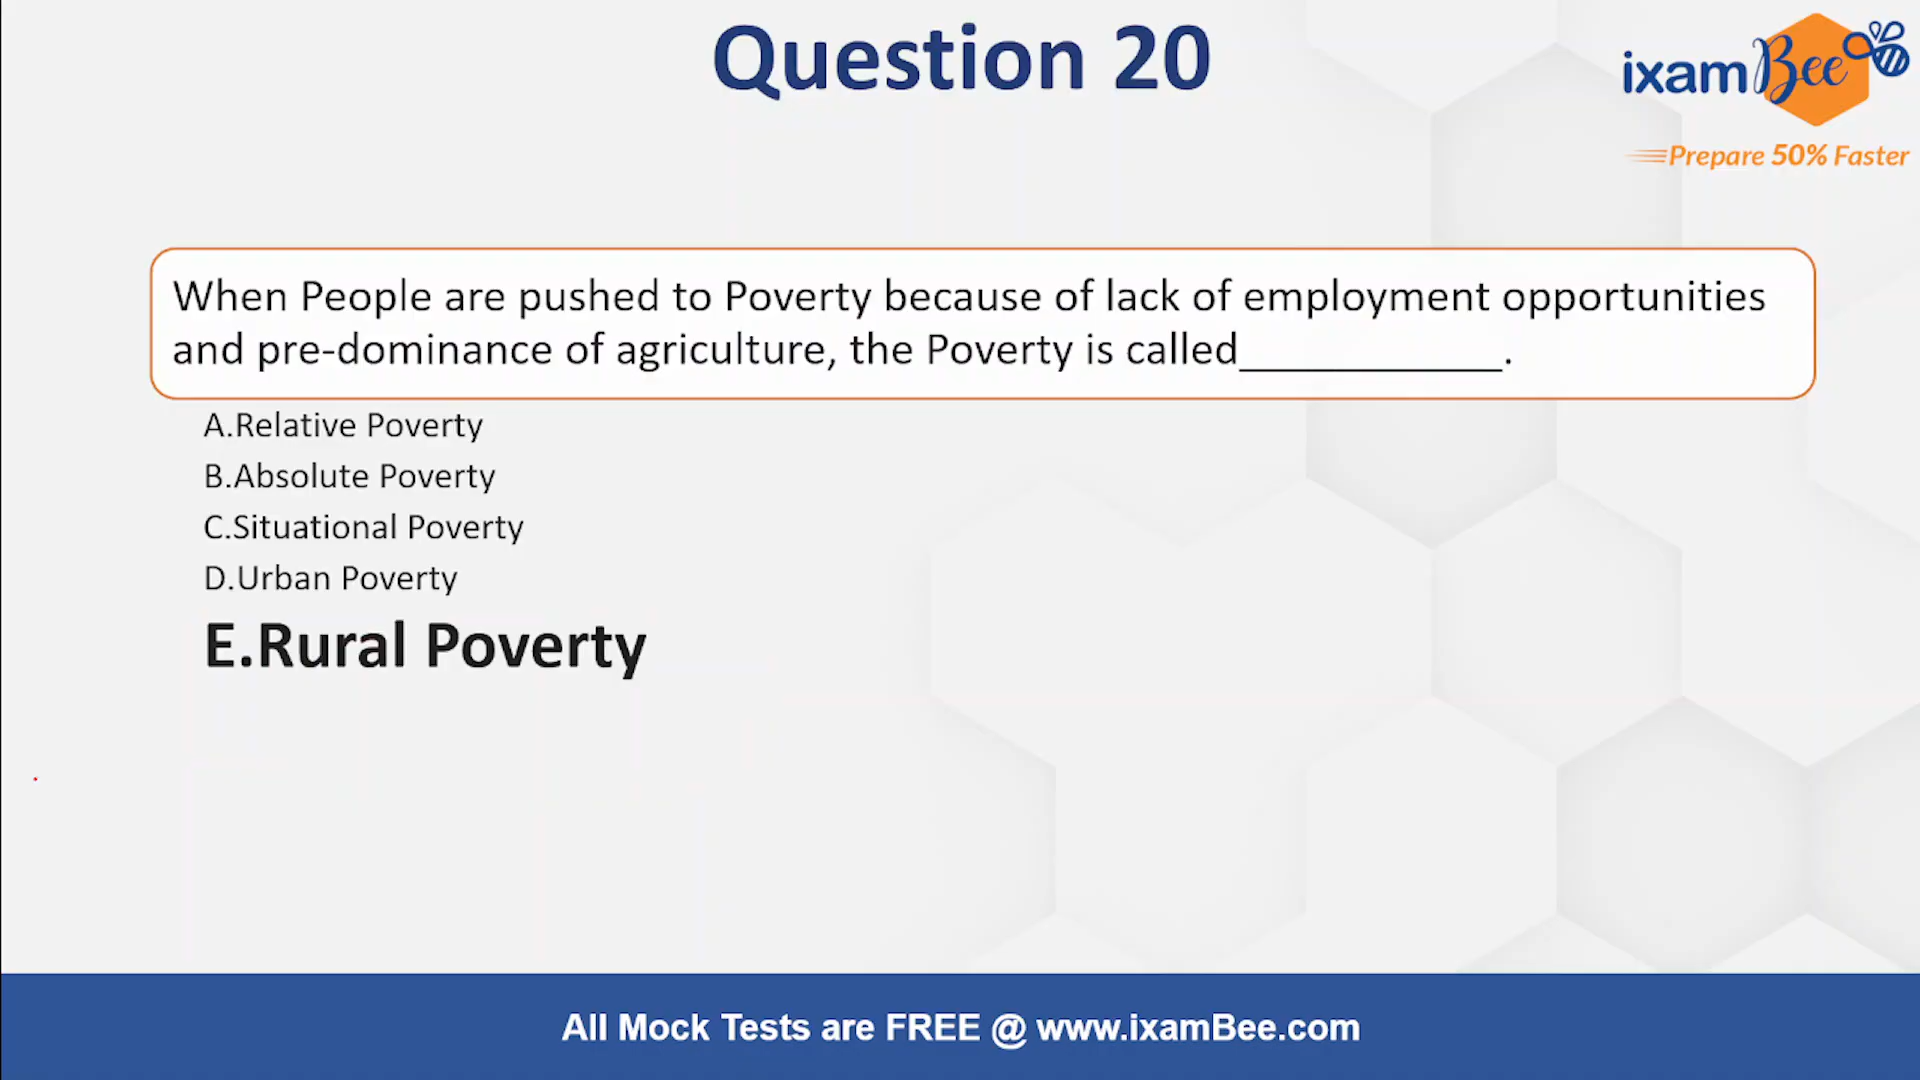 Question 20
ixamBee
Prepare 50% Faster
When People are pushed to Poverty because of lack of employment opportunities
and pre-dominance of agriculture, the Poverty is called____________.
A.Relative Poverty
B.Absolute Poverty
C.Situational Poverty
D.Urban Poverty
E.Rural Poverty
All Mock Tests are FREE @ www.ixamBee.com